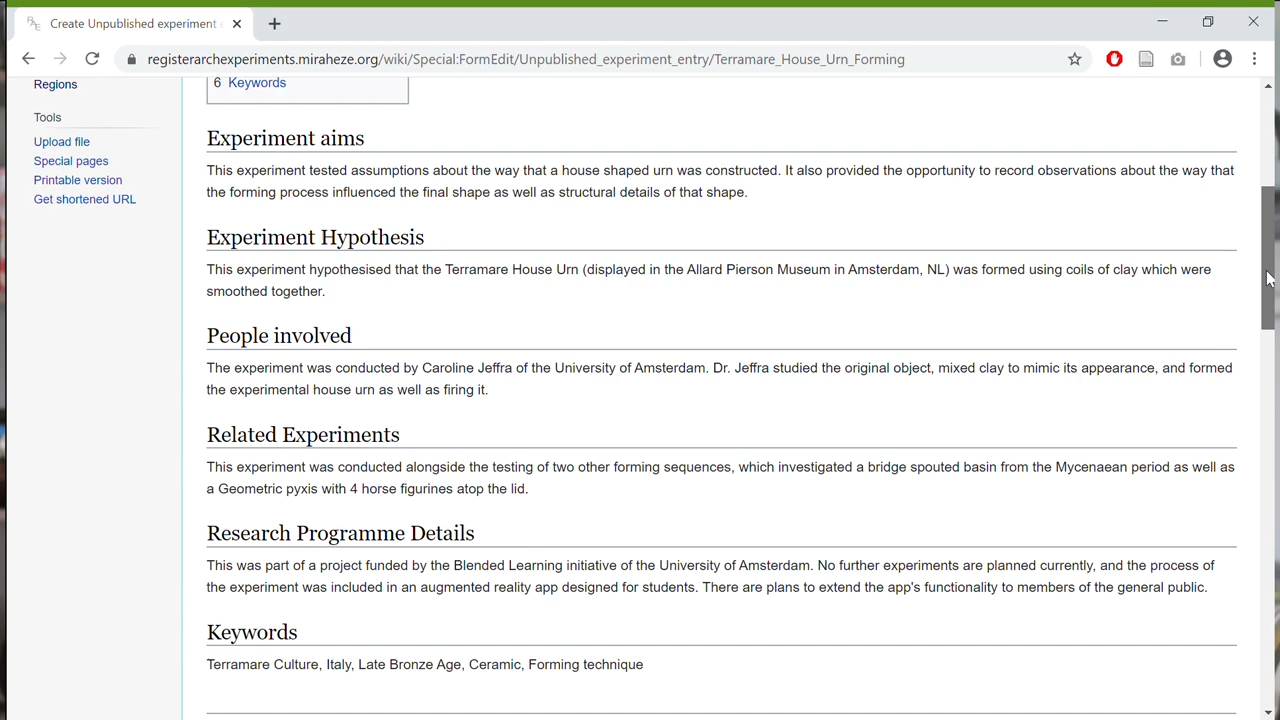 Create Unpublished experiment
registerarchexperiments.miraheze.org/wiki/Special:FormEdit/Unpublished_experiment_entry/Terramare_House_Urn_Forming
Regions
Tools
Upload file
Special pages
Printable version
Get shortened URL
6 Keywords
Experiment aims
This experiment tested assumptions about the way that a house shaped urn was constructed. It also provided the opportunity to record observations about the way that
the forming process influenced the final shape as well as structural details of that shape.
Experiment Hypothesis
This experiment hypothesised that the Terramare House Urn (displayed in the Allard Pierson Museum in Amsterdam, NL) was formed using coils of clay which were
smoothed together.
People involved
The experiment was conducted by Caroline Jeffra of the University of Amsterdam. Dr. Jeffra studied the original object, mixed clay to mimic its appearance, and formed
the experimental house urn as well as firing it.
Related Experiments
This experiment was conducted alongside the testing of two other forming sequences, which investigated a bridge spouted basin from the Mycenaean period as well as
a Geometric pyxis with 4 horse figurines atop the lid.
Research Programme Details
This was part of a project funded by the Blended Learning initiative of the University of Amsterdam. No further experiments are planned currently, and the process of
the experiment was included in an augmented reality app designed for students. There are plans to extend the app's functionality to members of the general public.
Keywords
Terramare Culture, Italy, Late Bronze Age, Ceramic, Forming technique